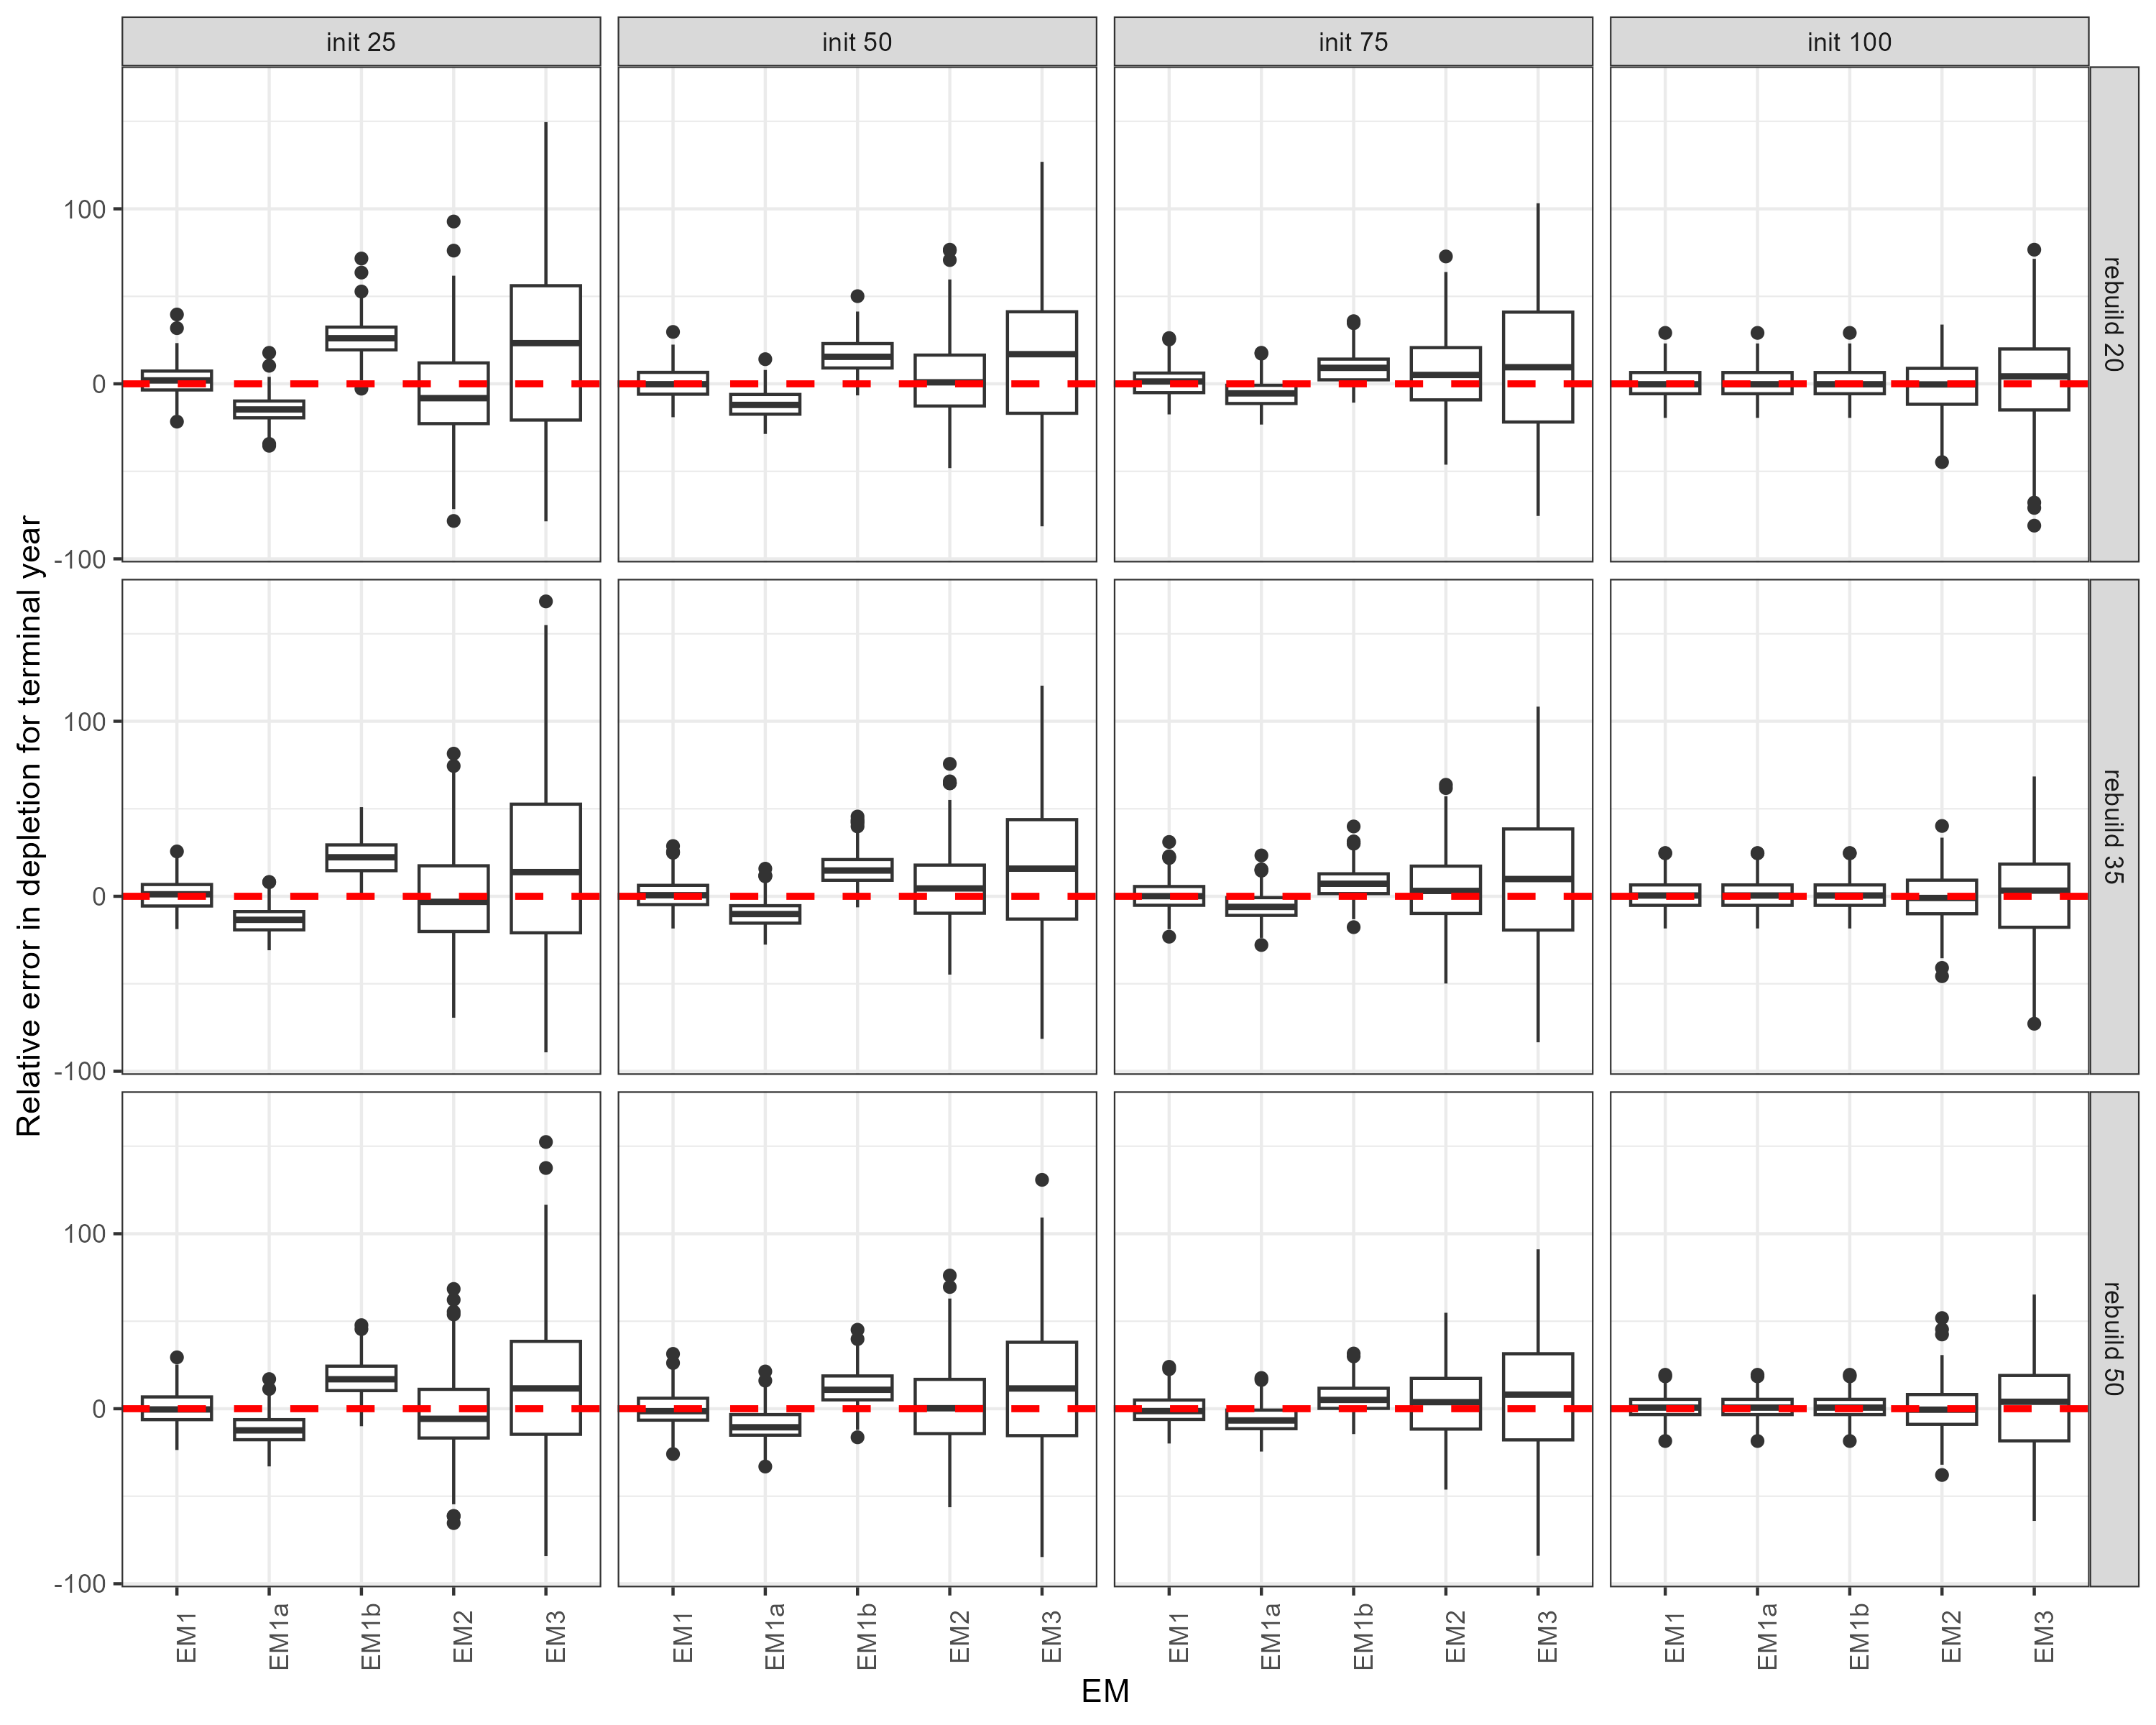 init 25
init 50
init 75
init 100
Relative error in depletion for terminal year
100
0
-100
rebuild 20
100
0
-100
rebuild 35
100
0
-100
rebuild 50
EM1
EM1a
EM1b
EM2
EM3
EM1
EM1a
EM1b
EM2
EM3
EM1
EM1a
EM1b
EM2
EM3
EM1
EM1a
EM1b
EM2
EM3
EM